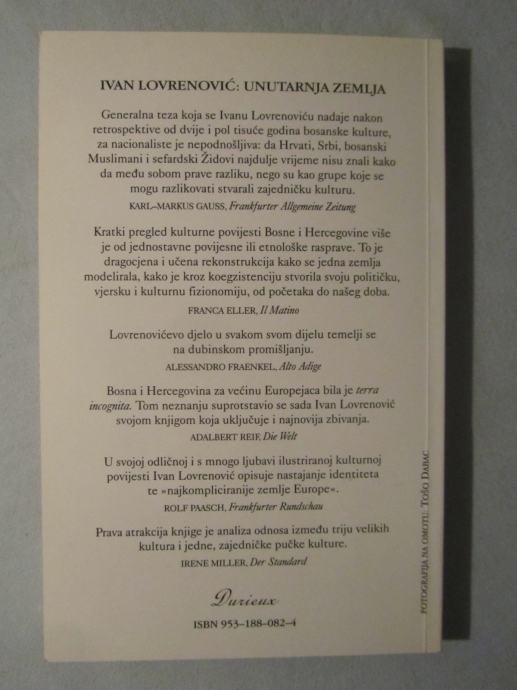 IVAN LOVRENOVIĆ: UNUTARNJA ZEMLJA
Generalna teza koja se Ivanu Lovrenoviću nadaje nakon
retrospektive od dvije i pol tisuće godina bosanske kulture,
za nacionaliste je nepodnošljiva: da Hrvati, Srbi, bosanski
Muslimani i sefardski Židovi najdulje vrijeme nisu znali kako
da među sobom prave razliku, nego su kao grupe koje se
mogu razlikovati stvarali zajedničku kulturu.
KARL–MARKUS GAUSS, Frankfurter Allgemeine Zeitung
Kratki pregled kulturne povijesti Bosne i Hercegovine više
je od jednostavne povijesne ili etnološke rasprave. To je
dragocjena i učena rekonstrukcija kako se jedna zemlja
modelirala, kako je kroz koegzistenciju stvorila svoju političku,
vjersku i kulturnu fizionomiju, od početaka do našeg doba.
FRANCA ELLER, Il Matino
Lovrenovićevo djelo u svakom svom dijelu temelji se
na dubinskom promišljanju.
ALESSANDRO FRAENKEL, Alto Adige
Bosna i Hercegovina za većinu Europejaca bila je terra
incognita. Tom neznanju suprotstavio se sada Ivan Lovrenović
svojom knjigom koja uključuje i najnovija zbivanja.
ADALBERT REIF, Die Welt
U svojoj odličnoj i s mnogo ljubavi ilustriranoj kulturnoj
povijesti Ivan Lovrenović opisuje nastajanje identiteta
te »najkompliciranije zemlje Europe«.
ROLF PAASCH, Frankfurter Rundschau
Prava atrakcija knjige je analiza odnosa između triju velikih
kultura i jedne, zajedničke pučke kulture.
IRENE MILLER, Der Standard
Durieux
ISBN 953–188–082–4
FOTOGRAFIJA NA OMOTU: TOŠO DABAC